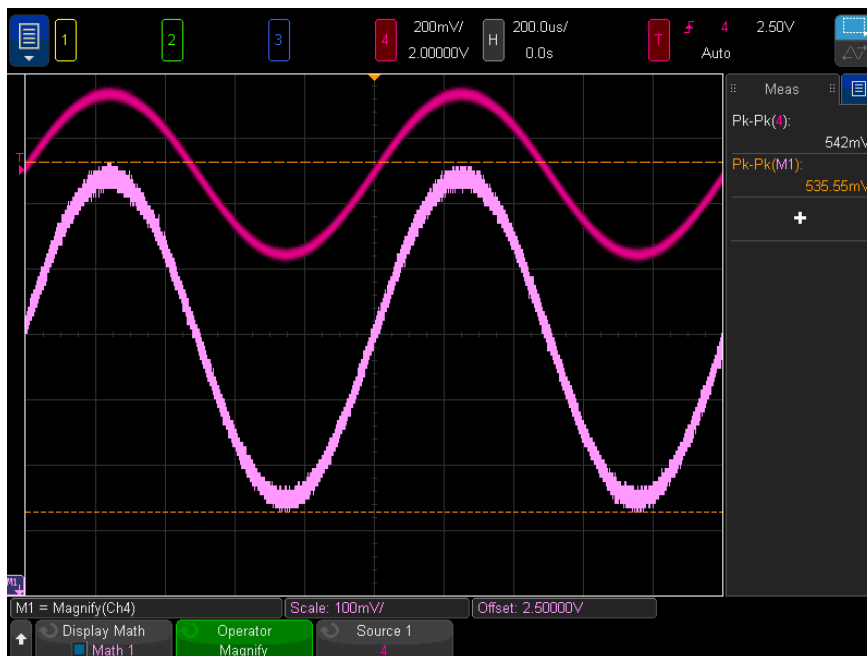 1 2 3 4 200mV/ H 200.0us/ T 4 2.50V
2.00000V 0.0s Auto
Meas
Pk-Pk(4):
542mV
Pk-Pk(M1):
535.55mV
T
M1
M1 = Magnify(Ch4) Scale: 100mV/ Offset: 2.50000V
Display Math Operator Source 1
Math 1 Magnify 4